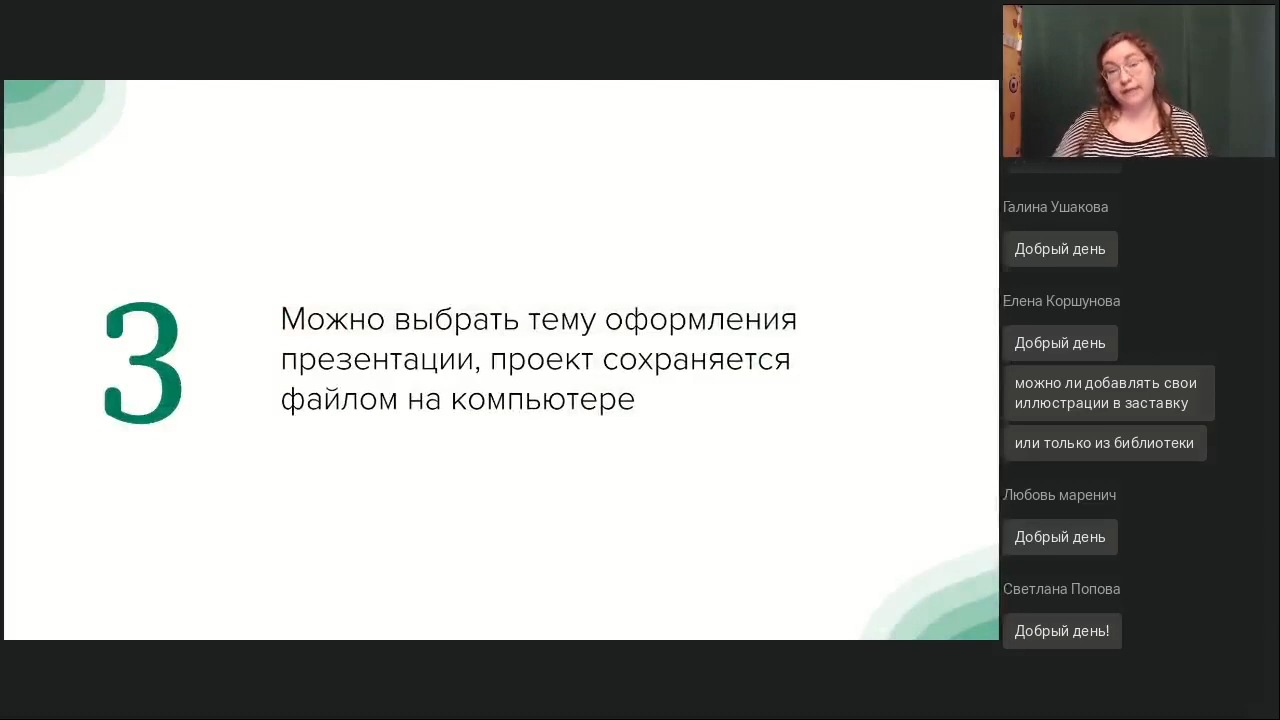 3
Можно выбрать тему оформления
презентации, проект сохраняется
файлом на компьютере
Галина Ушакова
Добрый день
Елена Коршунова
Добрый день
можно ли добавлять свои
иллюстрации в заставку
или только из библиотеки
Любовь маренич
Добрый день
Светлана Попова
Добрый день!